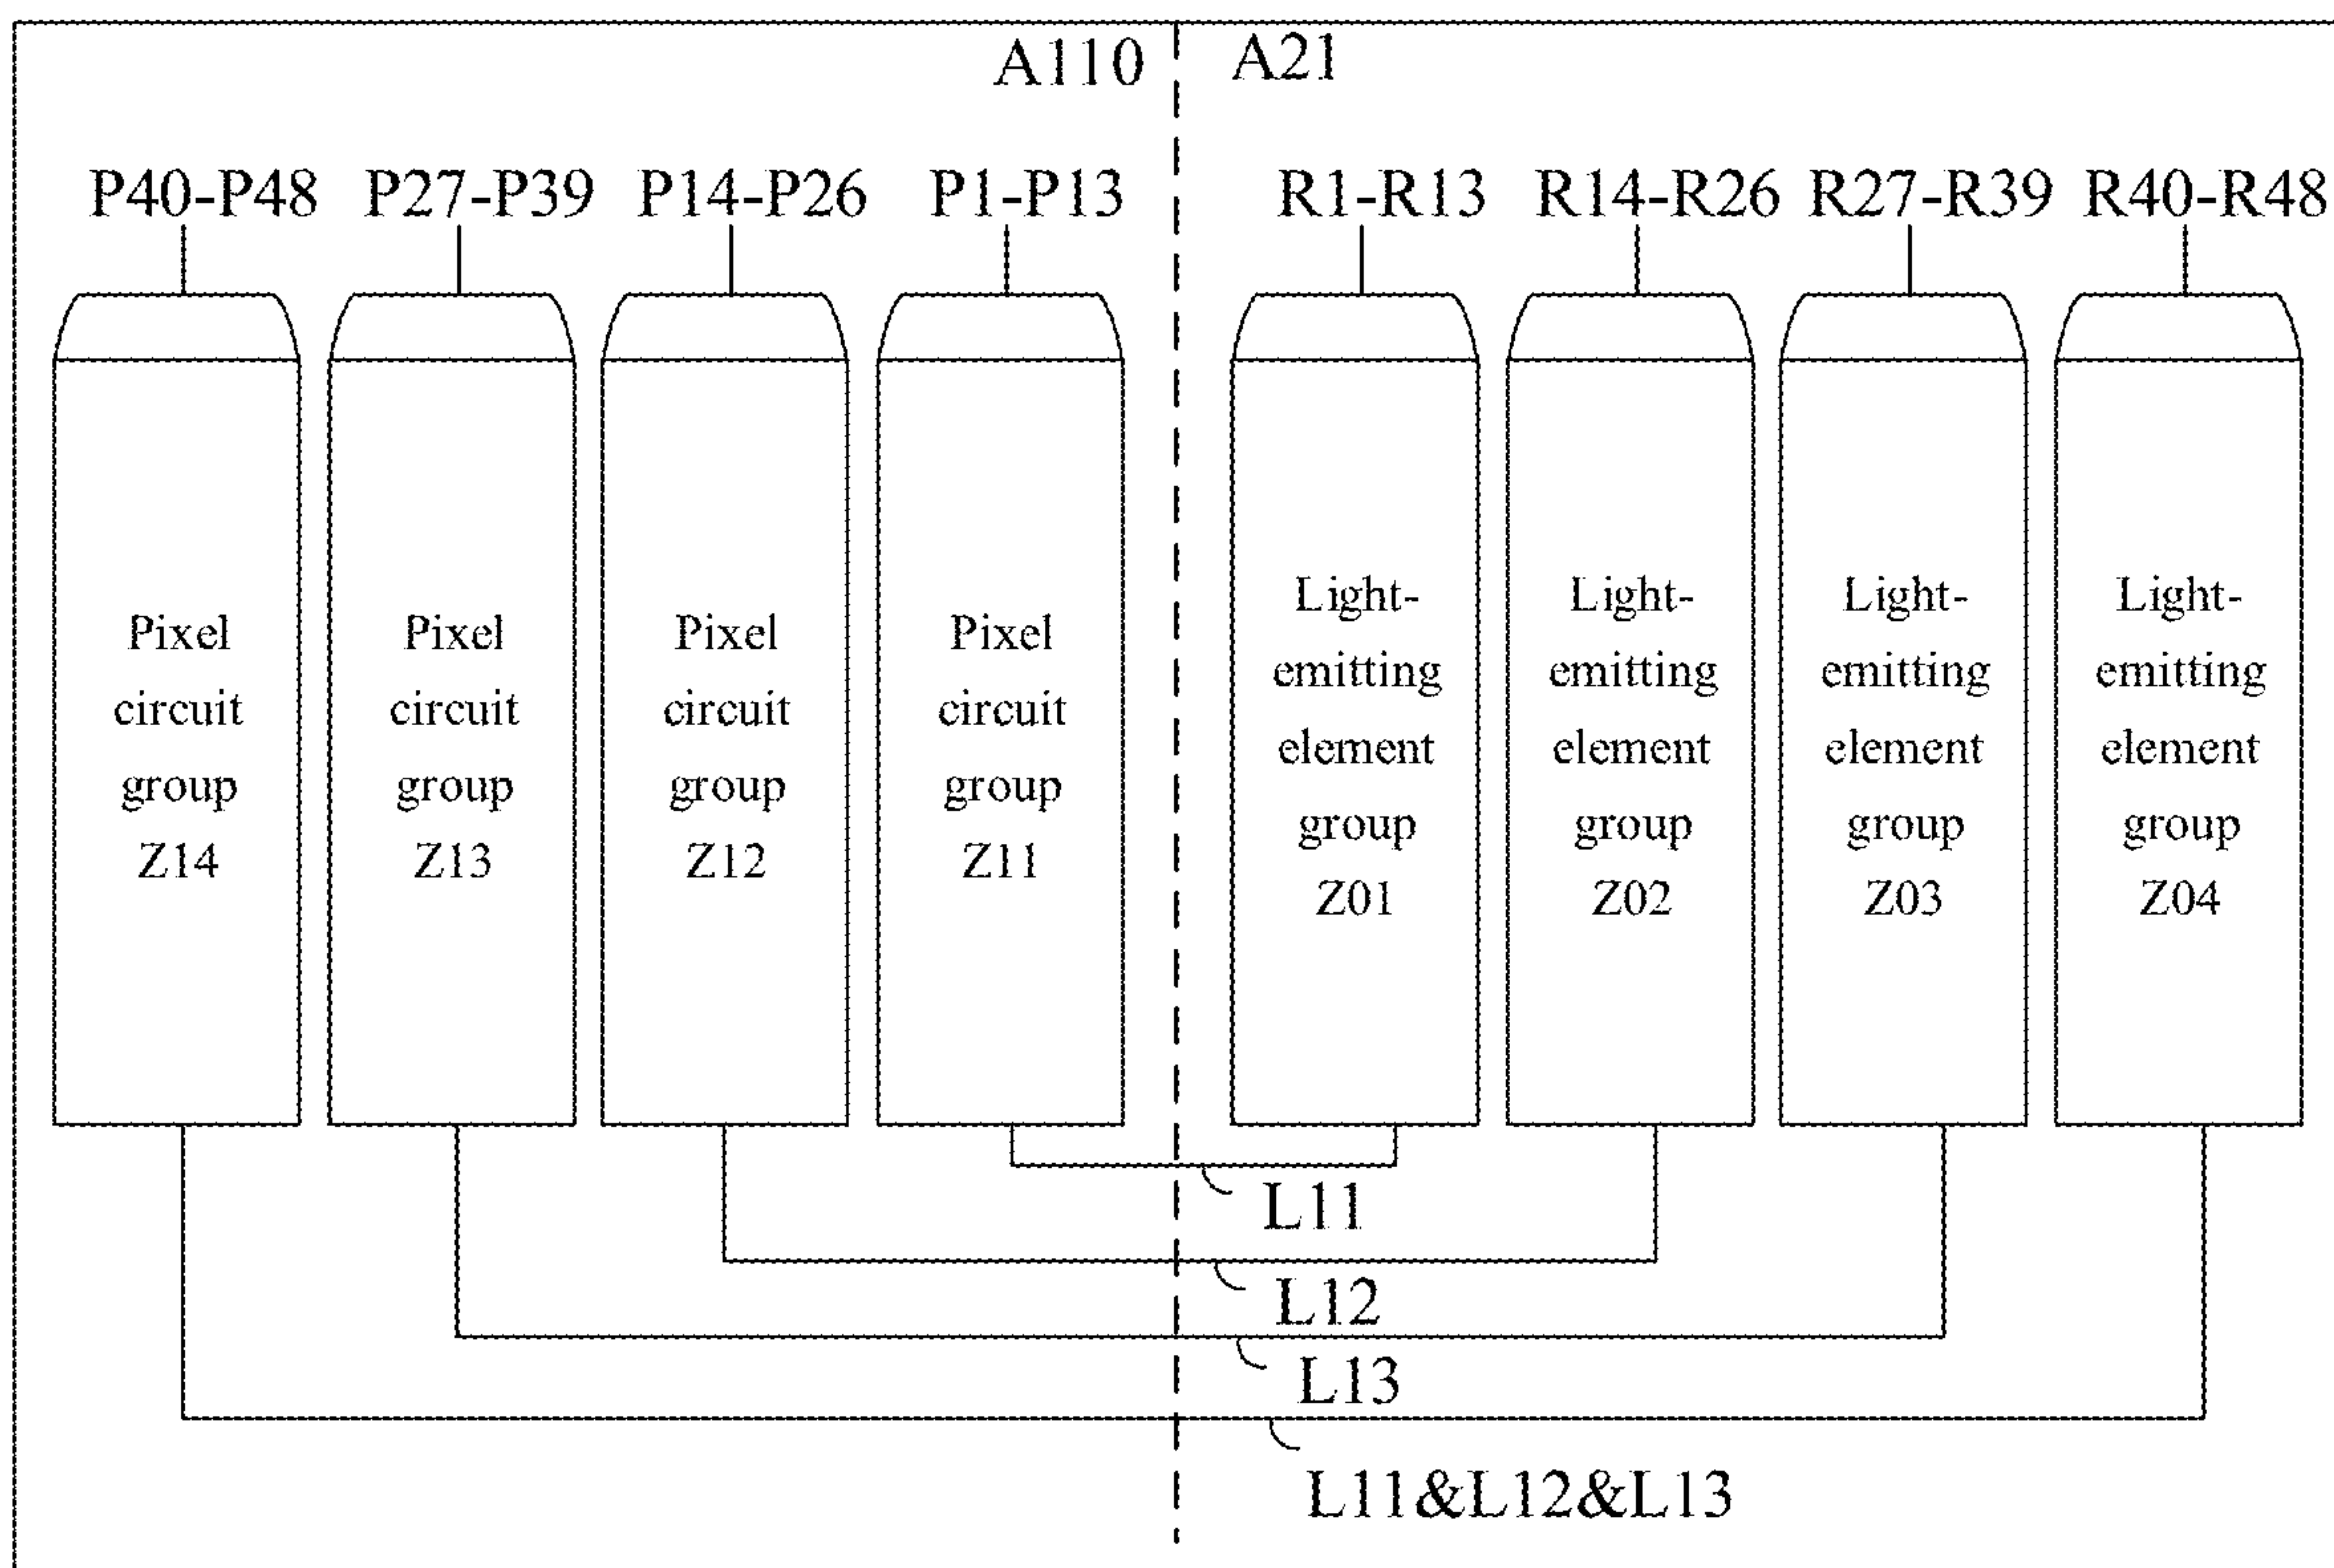 A110
A21
P40-P48
P27-P39
P14-P26
P1-P13
R1-R13
R14-R26
R27-R39
R40-R48
Pixel
circuit
group
Z14
Pixel
circuit
group
Z13
Pixel
circuit
group
Z12
Pixel
circuit
group
Z11
Light-
emitting
element
group
Z01
Light-
emitting
element
group
Z02
Light-
emitting
element
group
Z03
Light-
emitting
element
group
Z04
L11
L12
L13
L11&L12&L13